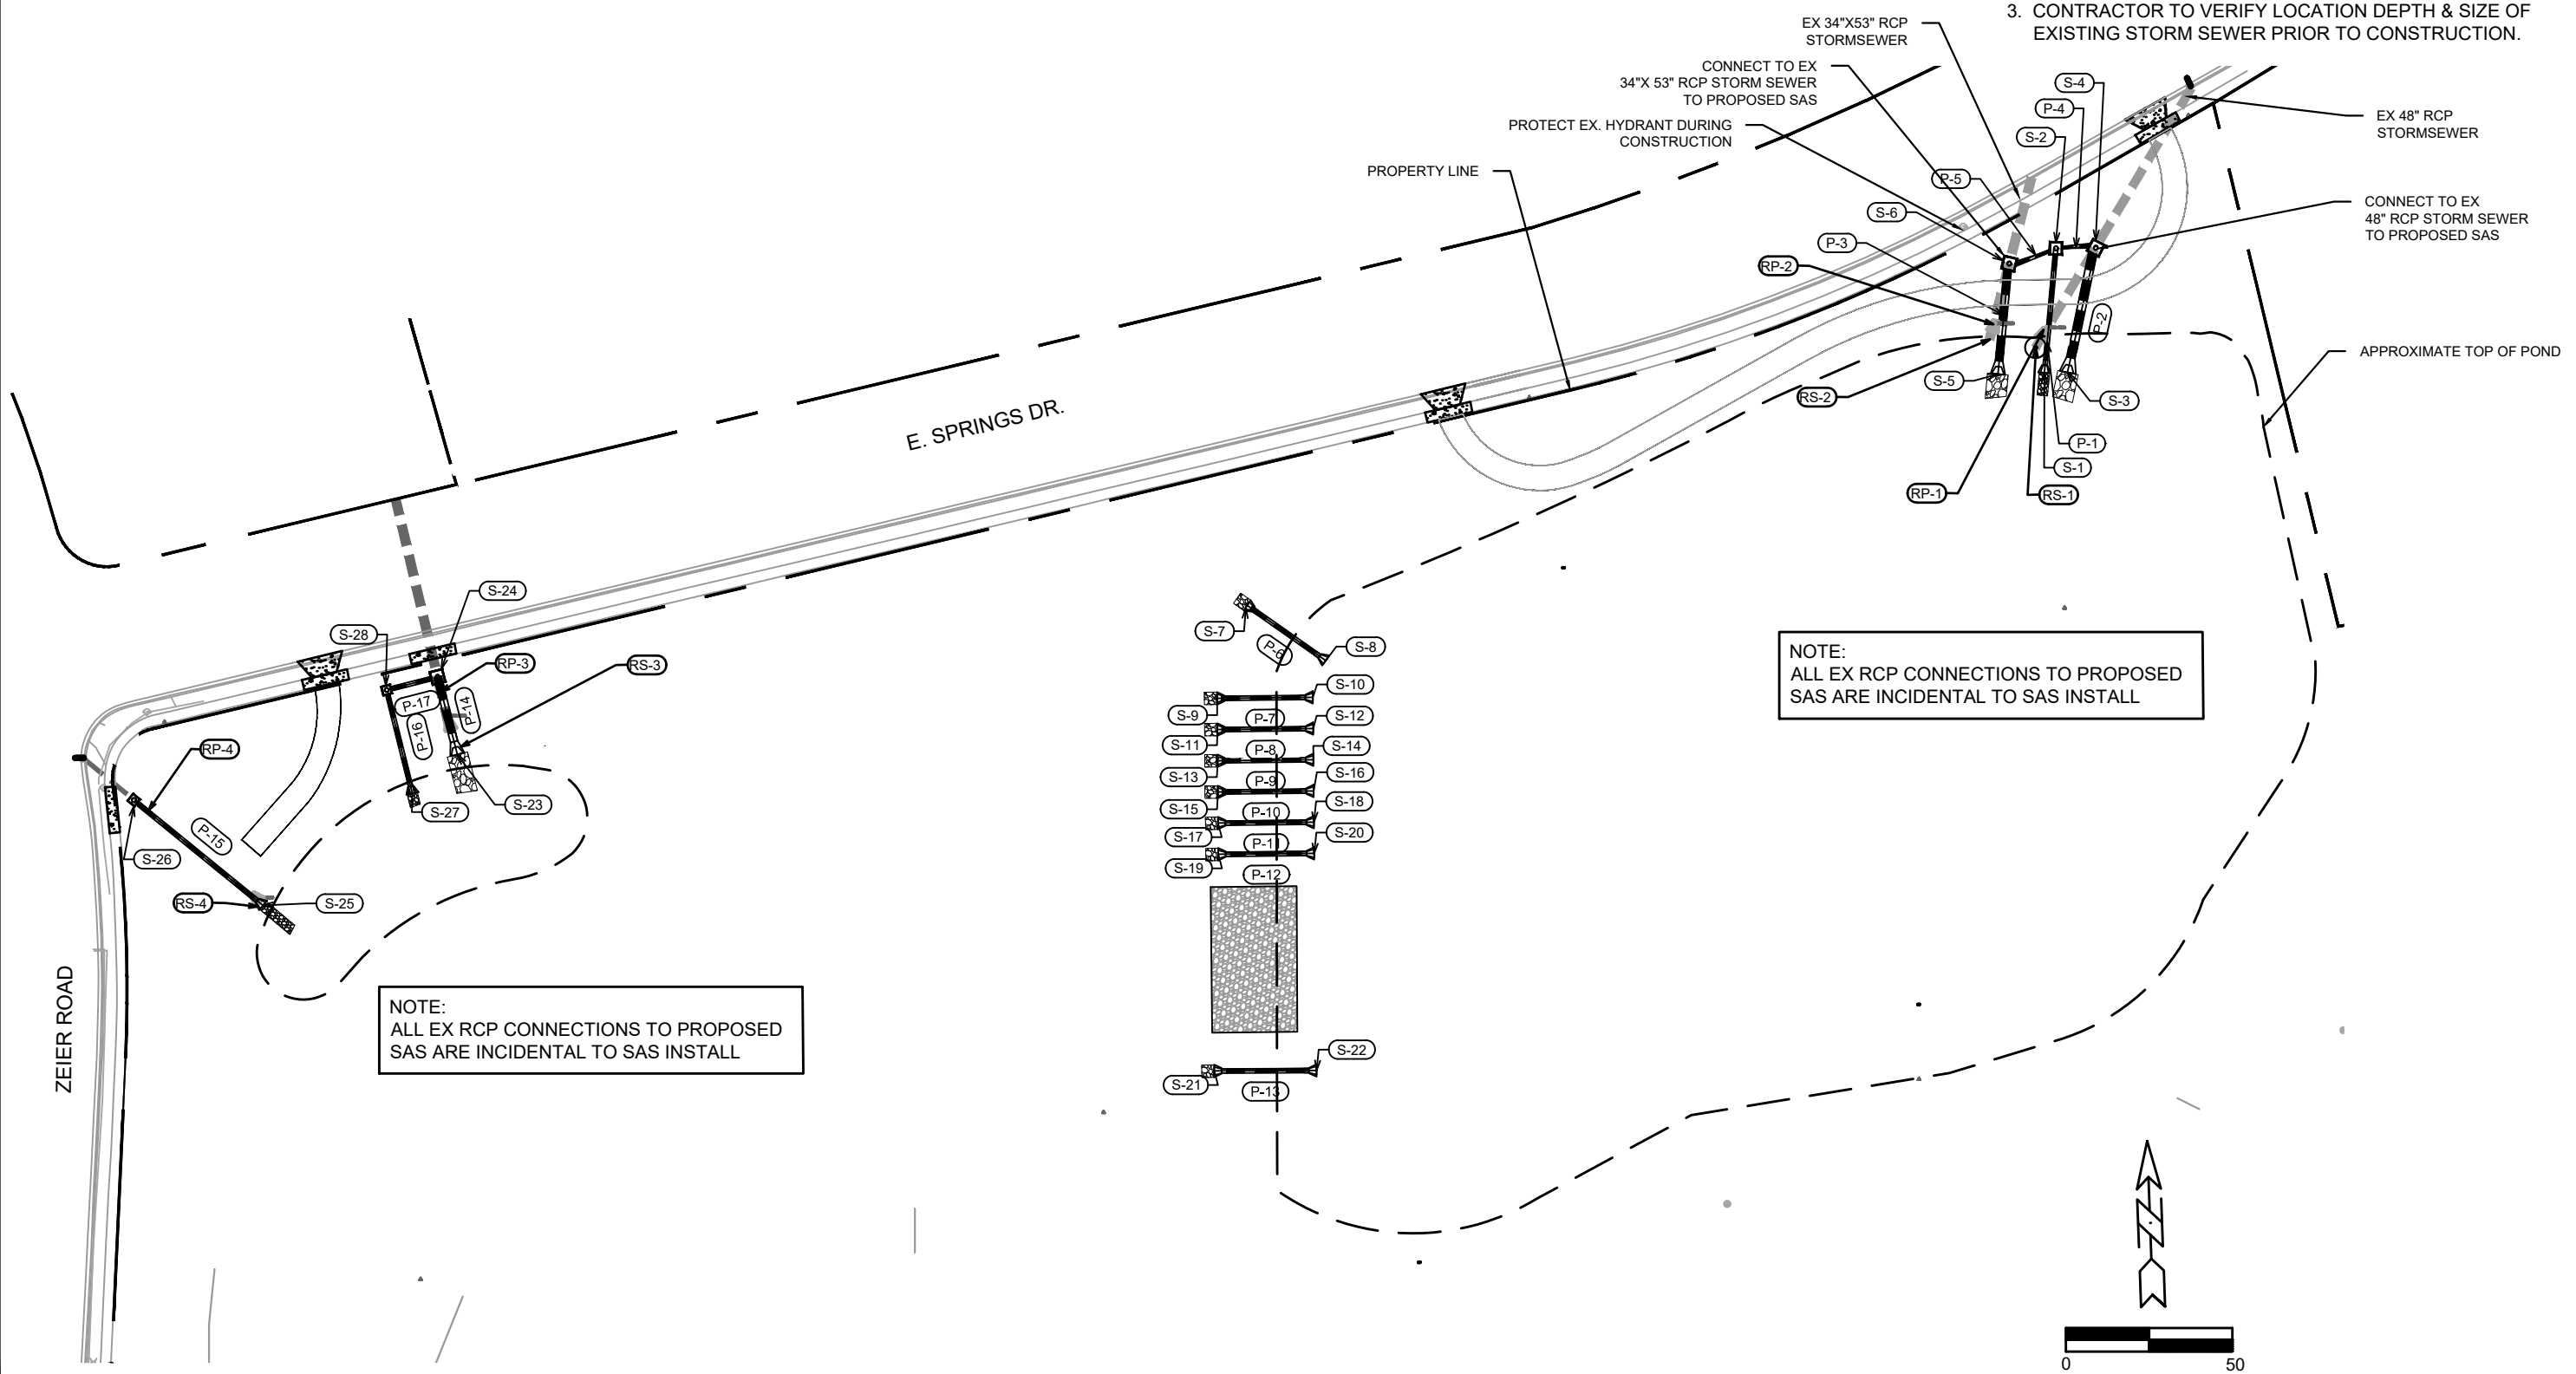 3. CONTRACTOR TO VERIFY LOCATION DEPTH & SIZE OF
EXISTING STORM SEWER PRIOR TO CONSTRUCTION.
EX 34"X53" RCP
STORMSEWER
CONNECT TO EX
34"X 53" RCP STORM SEWER
TO PROPOSED SAS
PROTECT EX. HYDRANT DURING
CONSTRUCTION
PROPERTY LINE
S-4
P-4
S-2
P-5
S-6
P-3
RP-2
EX 48" RCP
STORMSEWER
CONNECT TO EX
48" RCP STORM SEWER
TO PROPOSED SAS
P-2
APPROXIMATE TOP OF POND
S-5
RS-2
S-3
P-1
S-1
RP-1
RS-1
E. SPRINGS DR.
S-24
S-28
RP-3
RS-3
P-17
P-14
P-16
RP-4
P-15
S-26
S-27
S-23
RS-4
S-25
S-7
P-6
S-8
S-10
S-9
P-7
S-12
S-11
P-8
S-14
S-13
P-9
S-16
S-15
P-10
S-18
S-17
P-11
S-20
S-19
P-12
S-22
S-21
P-13
NOTE:
ALL EX RCP CONNECTIONS TO PROPOSED
SAS ARE INCIDENTAL TO SAS INSTALL
NOTE:
ALL EX RCP CONNECTIONS TO PROPOSED
SAS ARE INCIDENTAL TO SAS INSTALL
ZEIER ROAD
N
0 50